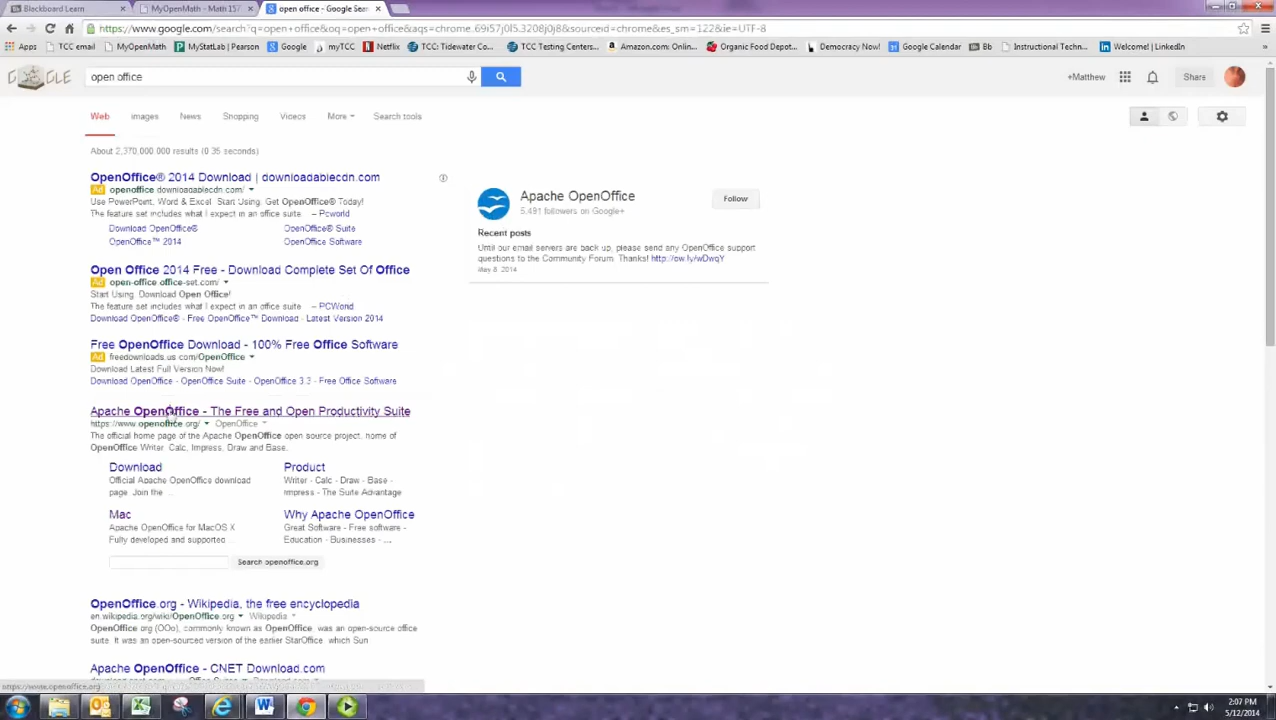 Blackboard Learn
MyOpenMath - Math 157
open office - Google Sear
https://www.google.com/search?q=open+office&oq=open+office&aqs=chrome.69i57j0l5.3208j0j8&sourceid=chrome&es_sm=122&ie=UTF-8
Apps TCC email MyOpenMath MyStatLab | Pearson Google myTCC Netflix TCC: Tidewater Co... TCC Testing Centers... Amazon.com: Onlin... Organic Food Depot... Democracy Now! Google Calendar Bb Instructional Techn... Welcome! | LinkedIn
open office
+Matthew Share
Web Images News Shopping Videos More Search tools
About 2,370,000,000 results (0.35 seconds)
OpenOffice® 2014 Download | downloadablecdn.com
Ad openoffice.downloadablecdn.com/
Use PowerPoint, Word & Excel. Start Using. Get OpenOffice® Today!
The feature set includes what I expect in an office suite. – Pcworld
Download OpenOffice® OpenOffice® Suite
OpenOffice™ 2014 OpenOffice Software
Open Office 2014 Free - Download Complete Set Of Office
Ad open-office.office-set.com/
Start Using. Download Open Office!
The feature set includes what I expect in an office suite. – PCWorld
Download OpenOffice® - Free OpenOffice™ Download - Latest Version 2014
Free OpenOffice Download - 100% Free Office Software
Ad freedownloads.us.com/OpenOffice
Download Latest Full Version Now!
Download OpenOffice - OpenOffice Suite - OpenOffice 3.3 - Free Office Software
Apache OpenOffice - The Free and Open Productivity Suite
https://www.openoffice.org/ OpenOffice
The official home page of the Apache OpenOffice open source project, home of
OpenOffice Writer, Calc, Impress, Draw and Base.
Download
Official Apache OpenOffice download
page. Join the ...
Product
Writer - Calc - Draw - Base -
Impress - The Suite Advantage
Mac
Apache OpenOffice for MacOS X
Fully developed and supported ...
Why Apache OpenOffice
Great Software - Free software -
Education - Businesses - ...
Search openoffice.org
OpenOffice.org - Wikipedia, the free encyclopedia
en.wikipedia.org/wiki/OpenOffice.org Wikipedia
OpenOffice.org (OOo), commonly known as OpenOffice, was an open-source office
suite. It was an open-sourced version of the earlier StarOffice, which Sun
Apache OpenOffice - CNET Download.com
Apache OpenOffice
5,491 followers on Google+
Follow
Recent posts
Until our email servers are back up, please send any OpenOffice support
questions to the Community Forum. Thanks! http://ow.ly/wDwqY
May 8, 2014
https://www.openoffice.org
2:07 PM
5/12/2014